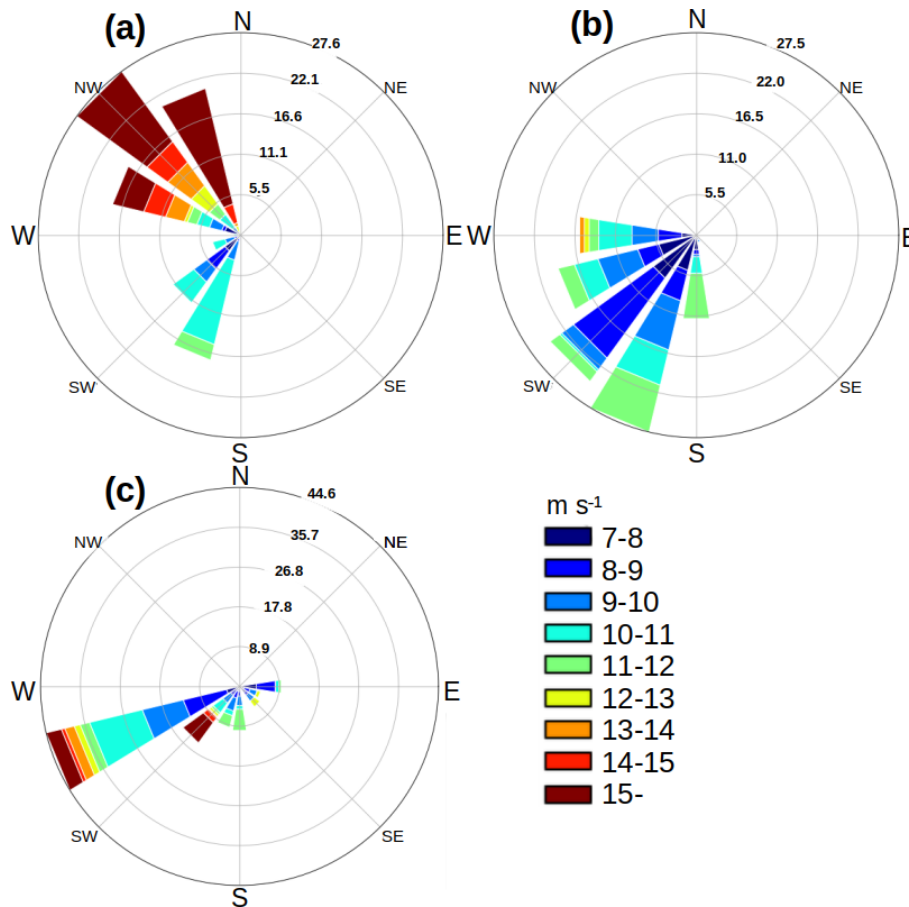 (a)
N
27.6
22.1
16.6
11.1
5.5
NW
NE
W
E
SW
SE
S
(b)
N
27.5
22.0
16.5
11.0
5.5
NW
NE
W
E
SW
SE
S
(c)
N
44.6
35.7
26.8
17.8
8.9
NW
NE
W
E
SW
SE
S
m s-1
7-8
8-9
9-10
10-11
11-12
12-13
13-14
14-15
15-